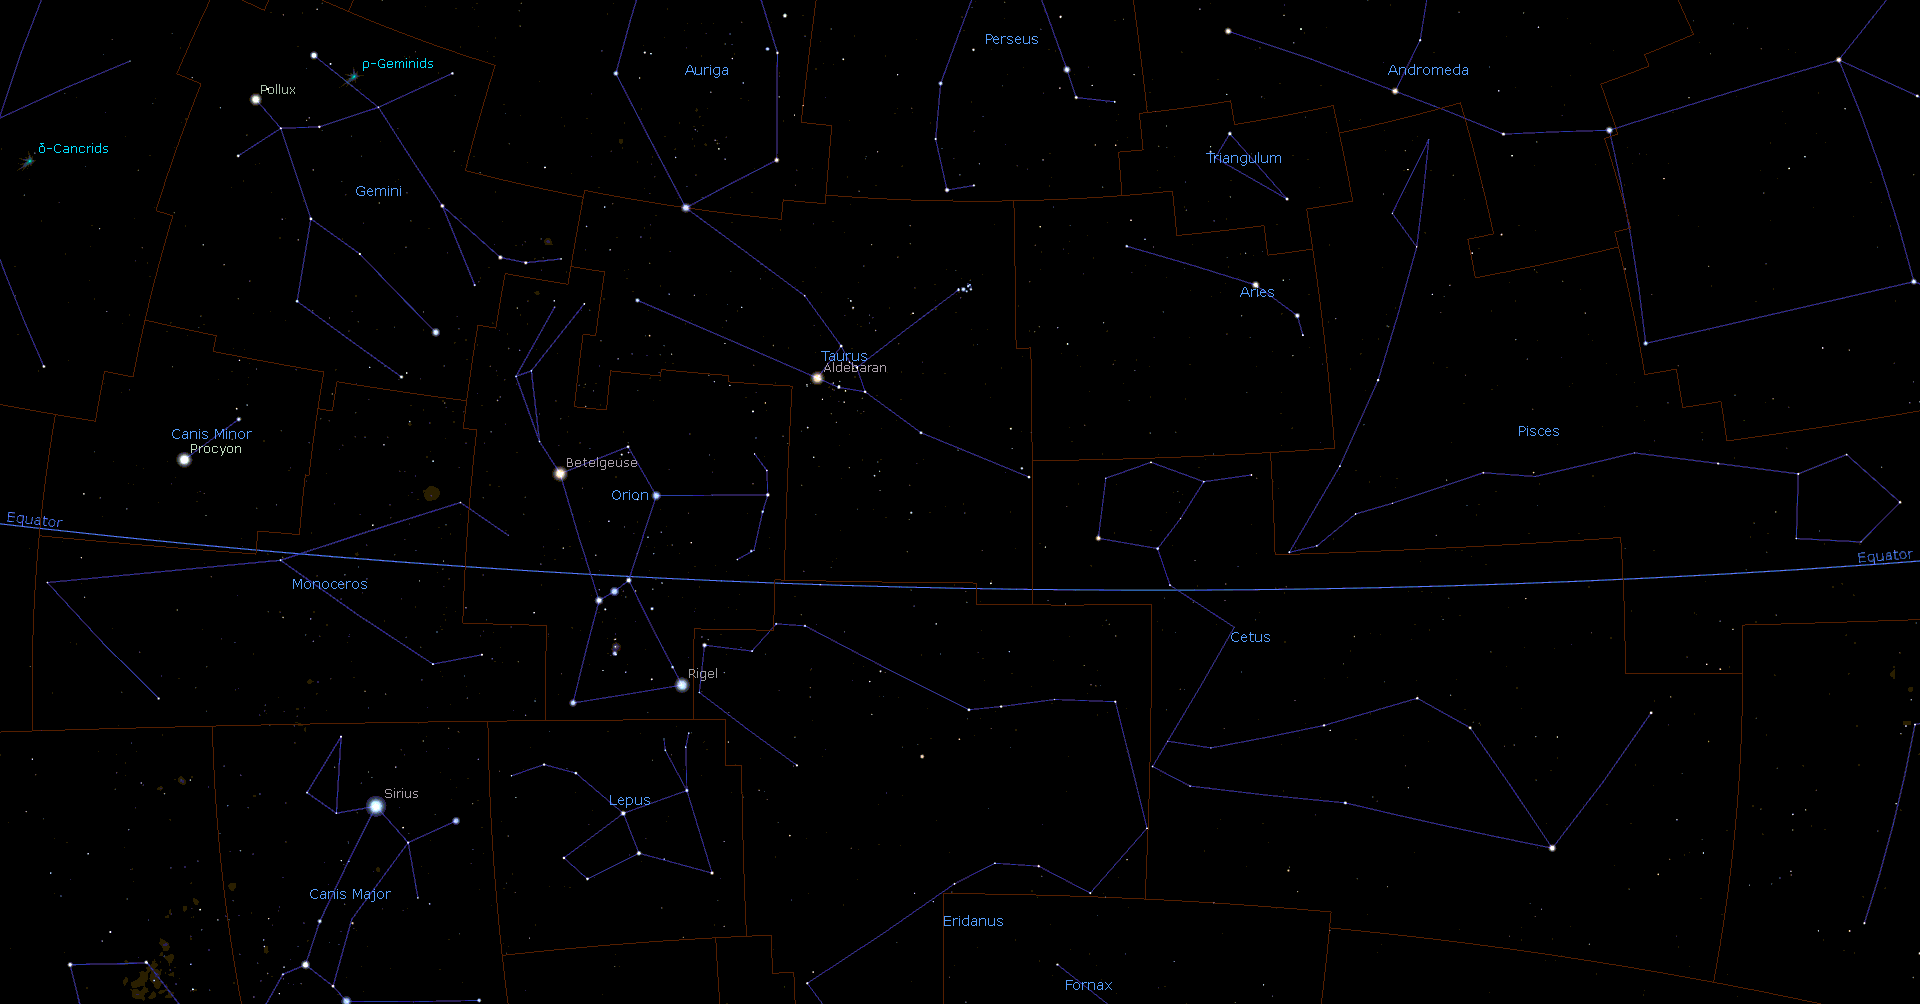 Perseus
ρ-Geminids
Auriga
Andromeda
Pollux
δ-Cancrids
Triangulum
Gemini
Aries
Taurus
Aldebaran
Canis Minor
Pisces
Procyon
Betelgeuse
Orion
Equator
Equator
Monoceros
Cetus
Rigel
Sirius
Lepus
Canis Major
Eridanus
Fornax